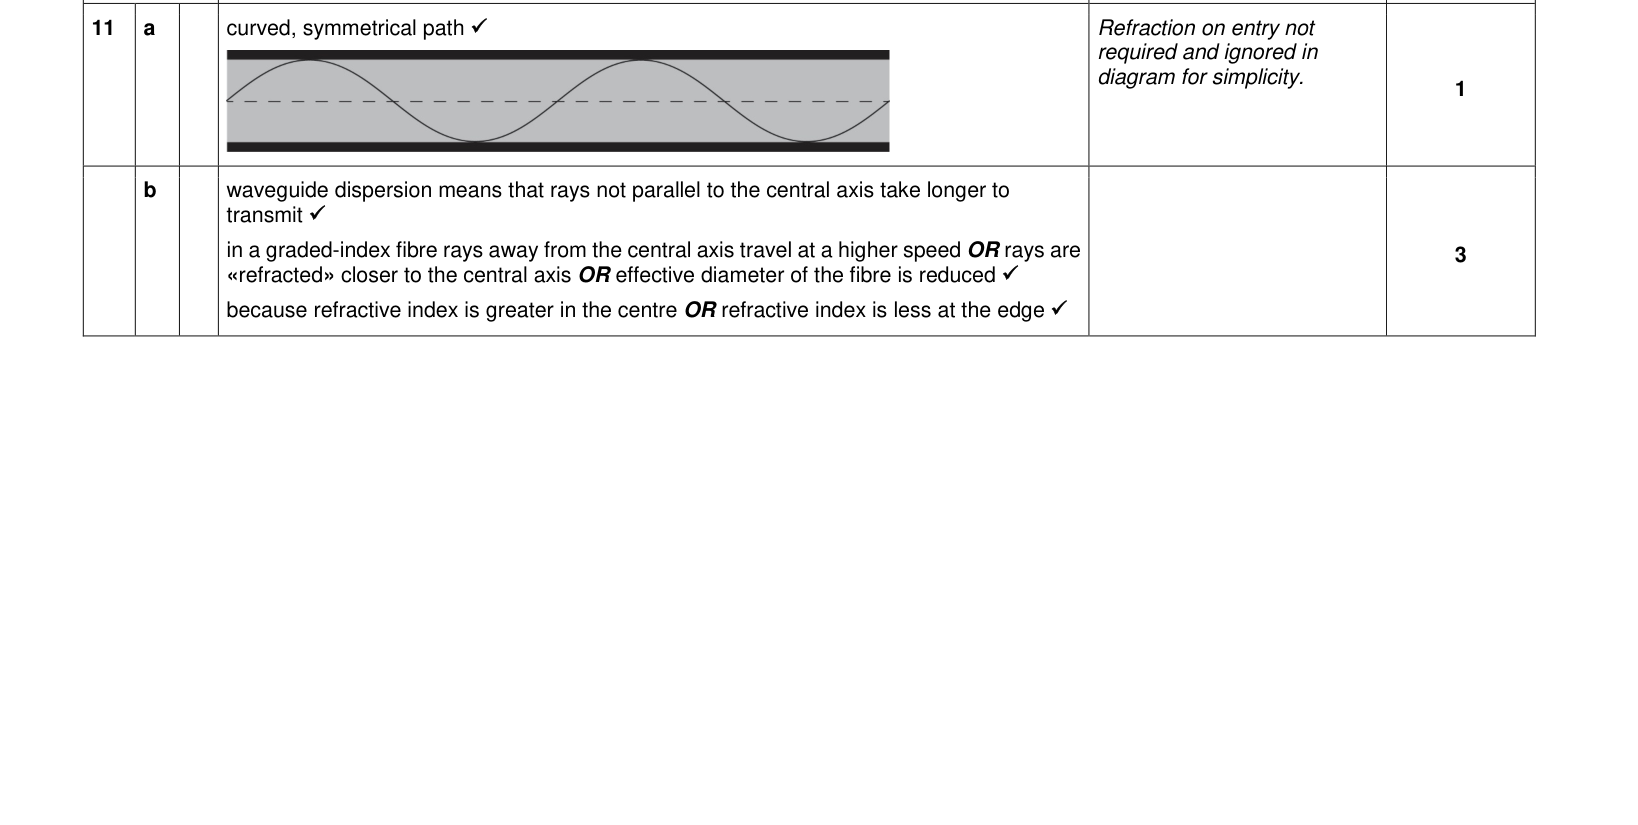 11 a curved, symmetrical path ✓
Refraction on entry not
required and ignored in
diagram for simplicity.
1
b waveguide dispersion means that rays not parallel to the central axis take longer to
transmit ✓
in a graded-index fibre rays away from the central axis travel at a higher speed OR rays are
«refracted» closer to the central axis OR effective diameter of the fibre is reduced ✓
because refractive index is greater in the centre OR refractive index is less at the edge ✓
3